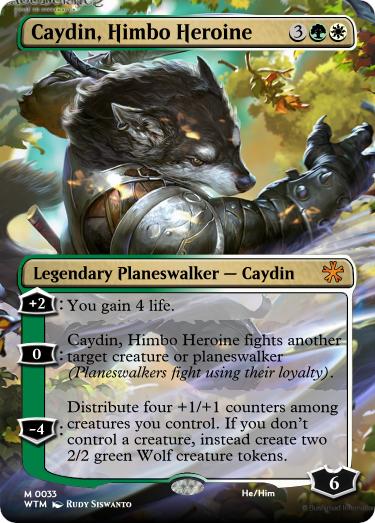 Caydin, Himbo Heroine 3
Legendary Planeswalker — Caydin
+2: You gain 4 life.
0: Caydin, Himbo Heroine fights another
target creature or planeswalker
(Planeswalkers fight using their loyalty).
-4: Distribute four +1/+1 counters among
creatures you control. If you don't
control a creature, instead create two
2/2 green Wolf creature tokens.
6
M 0033 He/Him
WTM Rudy Siswanto